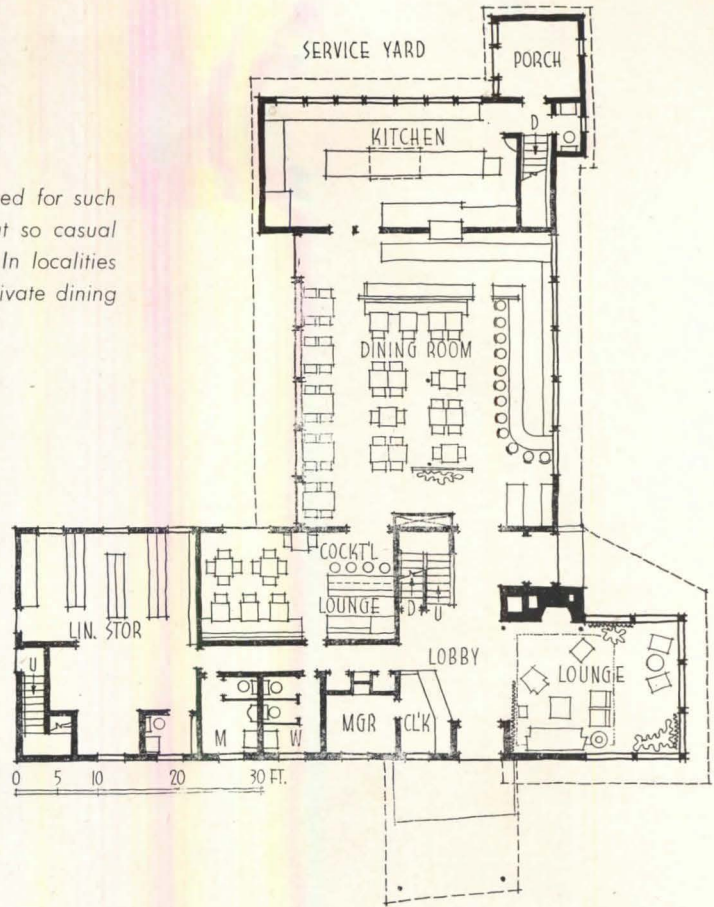 SERVICE YARD
PORCH
D
KITCHEN
ed for such
t so casual
In localities
ivate dining
DINING ROOM
COCKT'L
LOUNGE
D U
LIN. STOR
U
LOBBY
LOUNGE
M
W
MGR
CL'K
0 5 10 20 30 FT.